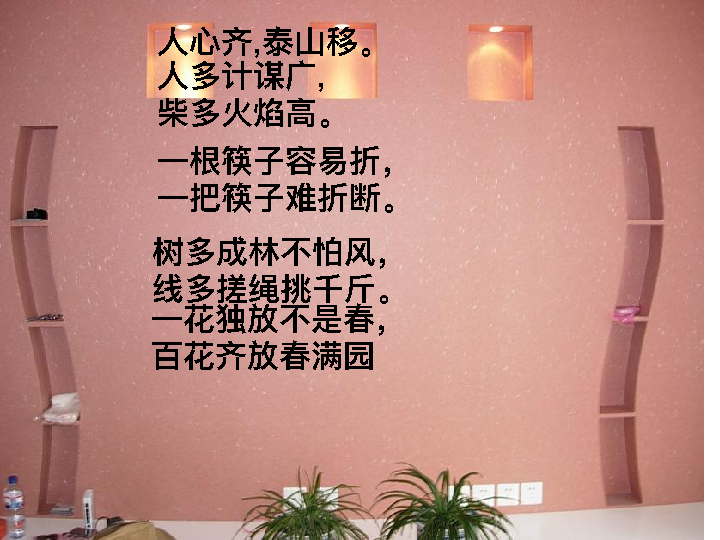 人心齐,泰山移。
人多计谋广,
柴多火焰高。
一根筷子容易折，
一把筷子难折断。
树多成林不怕风，
线多搓绳挑千斤。
一花独放不是春，
百花齐放春满园